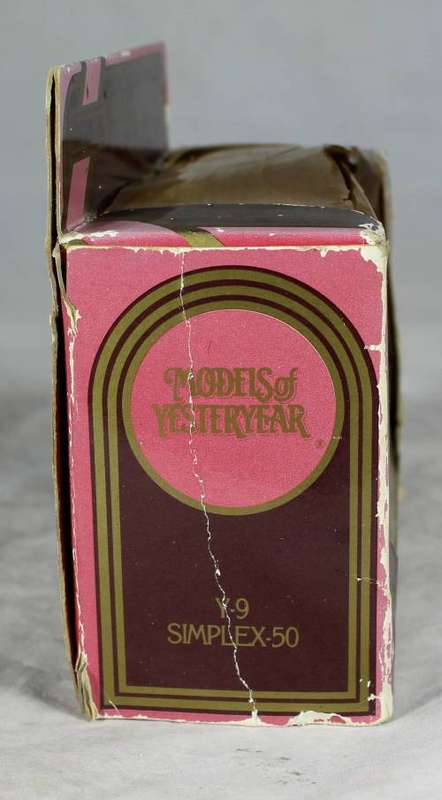 MODELS of
YESTERYEAR
®
Y-9
SIMPLEX-50